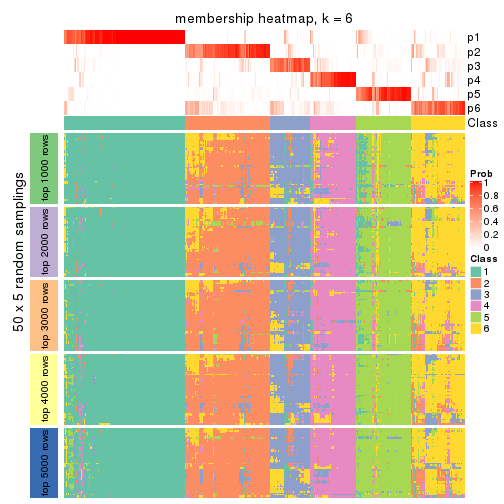 membership heatmap, k = 6
p1
p2
p3
p4
p5
p6
Class
50 x 5 random samplings
top 1000 rows
top 2000 rows
top 3000 rows
top 4000 rows
top 5000 rows
Prob
1
0.8
0.6
0.4
0.2
0
Class
1
2
3
4
5
6